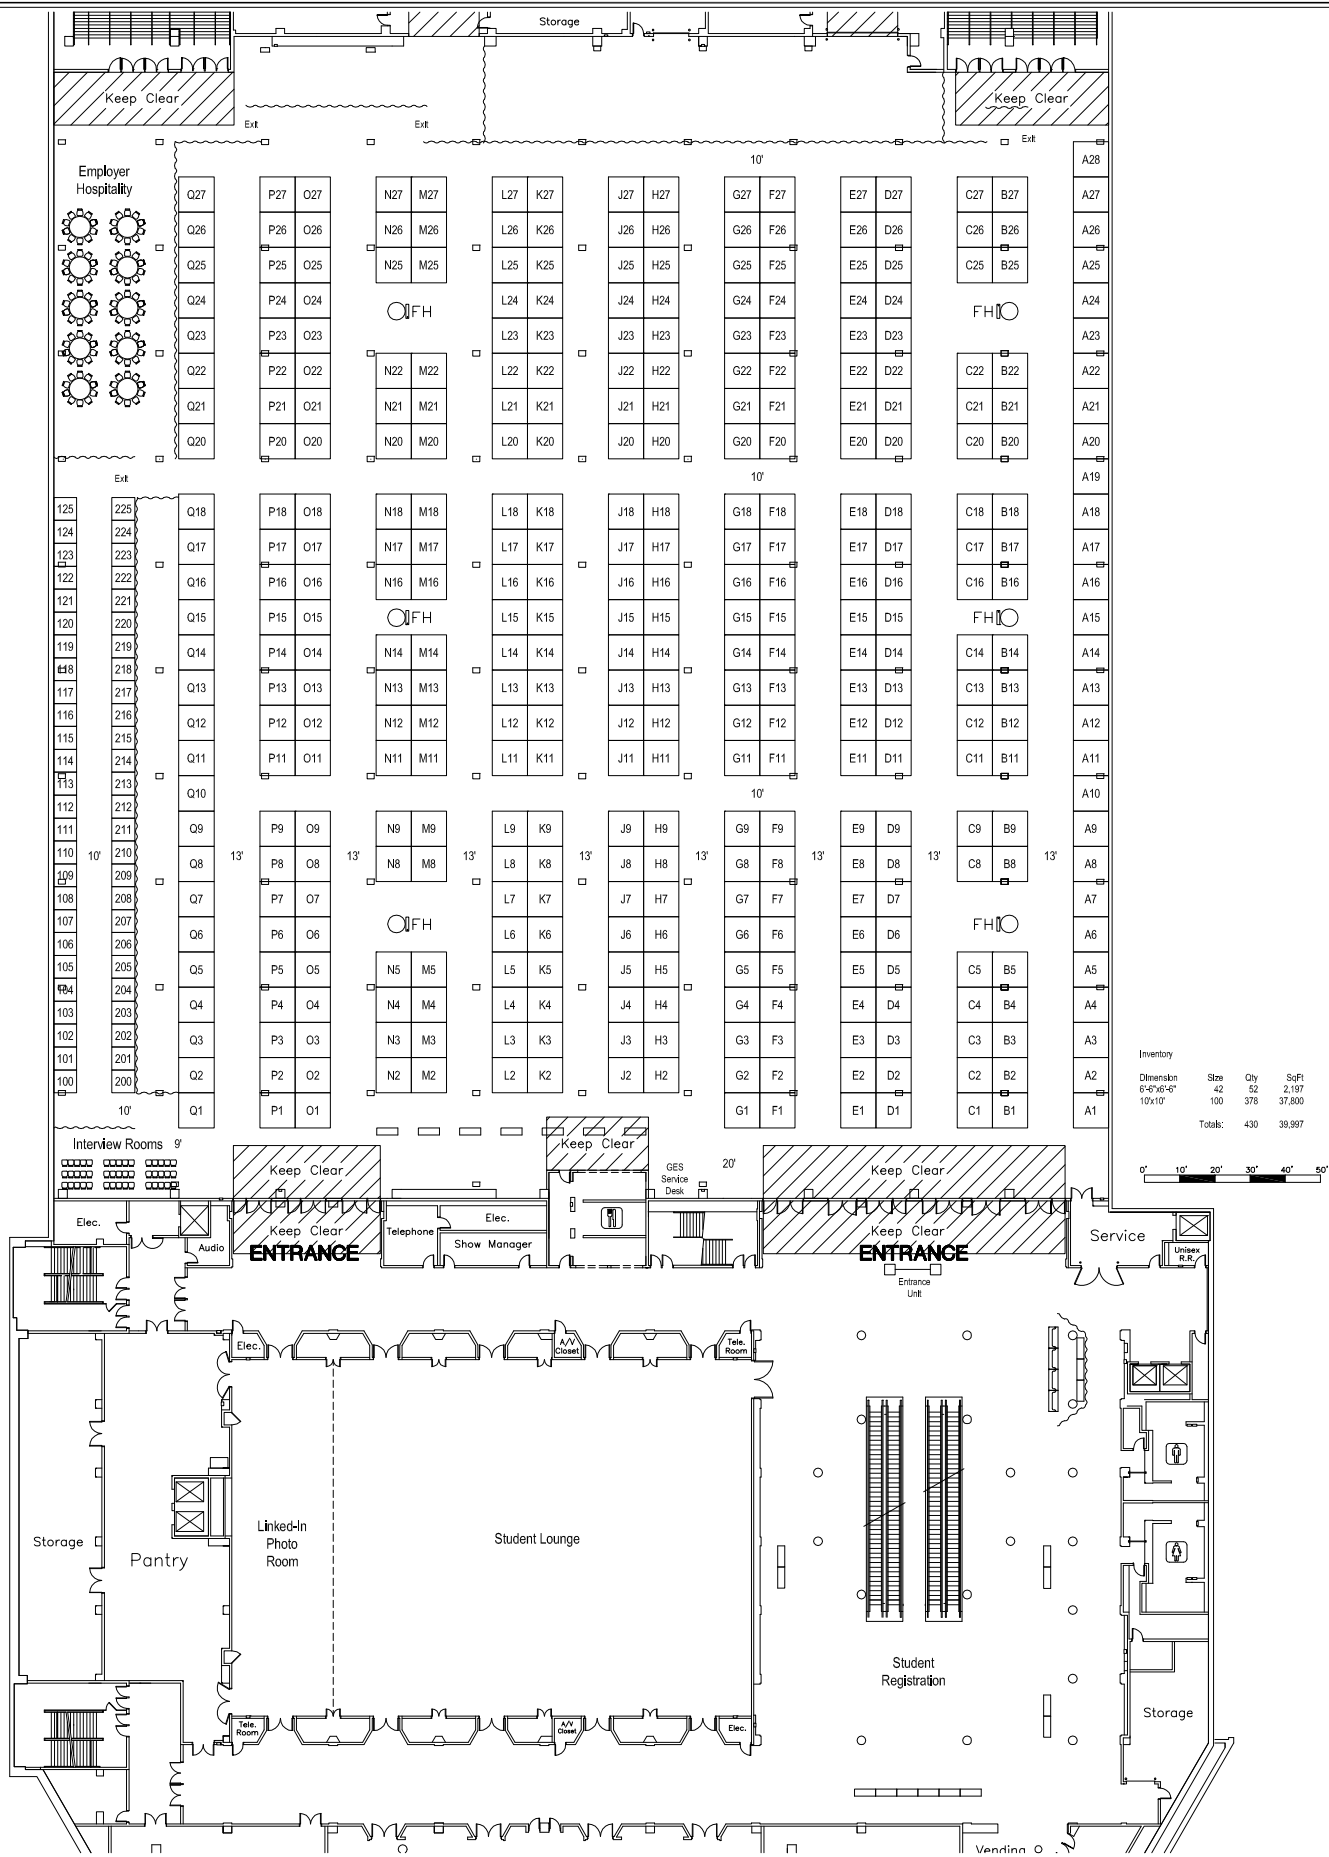 Storage
Keep Clear
Keep Clear
Exit
Exit
Exit
10'
A28
Employer
Hospitality
Q27 P27 O27 N27 M27 L27 K27 J27 H27 G27 F27 E27 D27 C27 B27 A27
Q26 P26 O26 N26 M26 L26 K26 J26 H26 G26 F26 E26 D26 C26 B26 A26
Q25 P25 O25 N25 M25 L25 K25 J25 H25 G25 F25 E25 D25 C25 B25 A25
Q24 P24 O24 L24 K24 J24 H24 G24 F24 E24 D24 A24
FH FH
Q23 P23 O23 L23 K23 J23 H23 G23 F23 E23 D23 A23
Q22 P22 O22 N22 M22 L22 K22 J22 H22 G22 F22 E22 D22 C22 B22 A22
Q21 P21 O21 N21 M21 L21 K21 J21 H21 G21 F21 E21 D21 C21 B21 A21
Q20 P20 O20 N20 M20 L20 K20 J20 H20 G20 F20 E20 D20 C20 B20 A20
Exit 10' A19
125 225 Q18 P18 O18 N18 M18 L18 K18 J18 H18 G18 F18 E18 D18 C18 B18 A18
124 224
123 223 Q17 P17 O17 N17 M17 L17 K17 J17 H17 G17 F17 E17 D17 C17 B17 A17
122 222 Q16 P16 O16 N16 M16 L16 K16 J16 H16 G16 F16 E16 D16 C16 B16 A16
121 221
120 220 Q15 P15 O15 FH L15 K15 J15 H15 G15 F15 E15 D15 FH A15
119 219 Q14 P14 O14 N14 M14 L14 K14 J14 H14 G14 F14 E14 D14 C14 B14 A14
118 218
117 217 Q13 P13 O13 N13 M13 L13 K13 J13 H13 G13 F13 E13 D13 C13 B13 A13
116 216 Q12 P12 O12 N12 M12 L12 K12 J12 H12 G12 F12 E12 D12 C12 B12 A12
115 215
114 214 Q11 P11 O11 N11 M11 L11 K11 J11 H11 G11 F11 E11 D11 C11 B11 A11
113 213 Q10 10' A10
112 212
111 211 Q9 P9 O9 N9 M9 L9 K9 J9 H9 G9 F9 E9 D9 C9 B9 A9
110 10' 210 Q8 13' P8 O8 13' N8 M8 13' L8 K8 13' J8 H8 13' G8 F8 13' E8 D8 13' C8 B8 13' A8
109 209
108 208 Q7 P7 O7 L7 K7 J7 H7 G7 F7 E7 D7 A7
107 207 FH FH
106 206 Q6 P6 O6 L6 K6 J6 H6 G6 F6 E6 D6 A6
105 205 Q5 P5 O5 N5 M5 L5 K5 J5 H5 G5 F5 E5 D5 C5 B5 A5
104 204 Q4 P4 O4 N4 M4 L4 K4 J4 H4 G4 F4 E4 D4 C4 B4 A4
103 203
102 202 Q3 P3 O3 N3 M3 L3 K3 J3 H3 G3 F3 E3 D3 C3 B3 A3
101 201
100 200 Q2 P2 O2 N2 M2 L2 K2 J2 H2 G2 F2 E2 D2 C2 B2 A2
10' Q1 P1 O1 G1 F1 E1 D1 C1 B1 A1
Inventory
Dimension Size Qty SqFt
6'-6"x6'-6" 42 52 2,197
10'x10' 100 378 37,800
Totals: 430 39,997
0' 10' 20' 30' 40' 50'
Interview Rooms 9'
Keep Clear
Keep Clear
GES
Service
Desk
20'
Keep Clear
Elec.
Audio
Keep Clear
ENTRANCE
Telephone
Elec.
Show Manager
Keep Clear
ENTRANCE
Entrance
Unit
Service
Unisex
R.R.
Elec.
A/V
Closet
Tele.
Room
Storage
Pantry
Linked-In
Photo
Room
Student Lounge
Student
Registration
Storage
Tele.
Room
A/V
Closet
Elec.
Vending